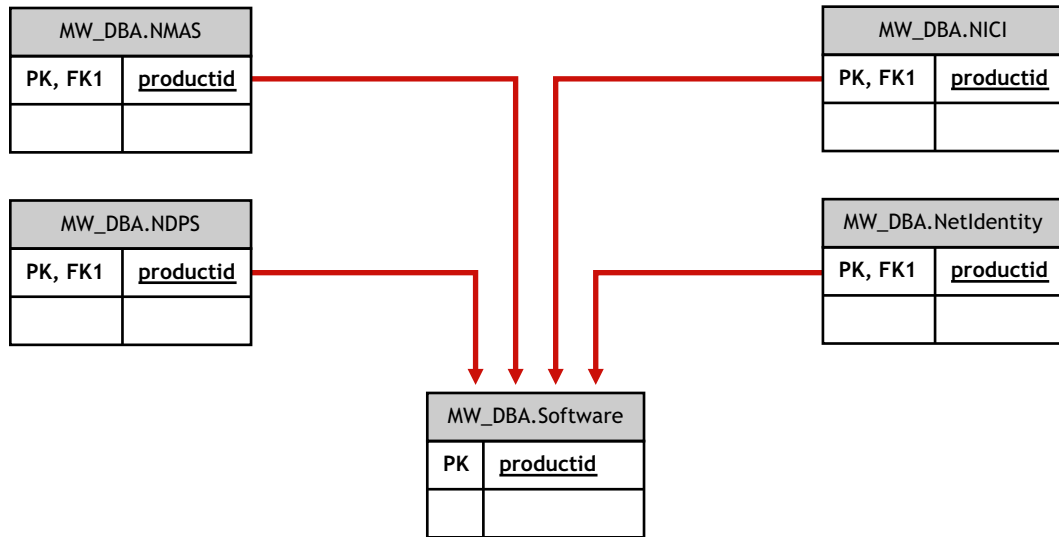 MW_DBA.NMAS
PK, FK1 productid
MW_DBA.NICI
PK, FK1 productid
MW_DBA.NDPS
PK, FK1 productid
MW_DBA.NetIdentity
PK, FK1 productid
MW_DBA.Software
PK productid